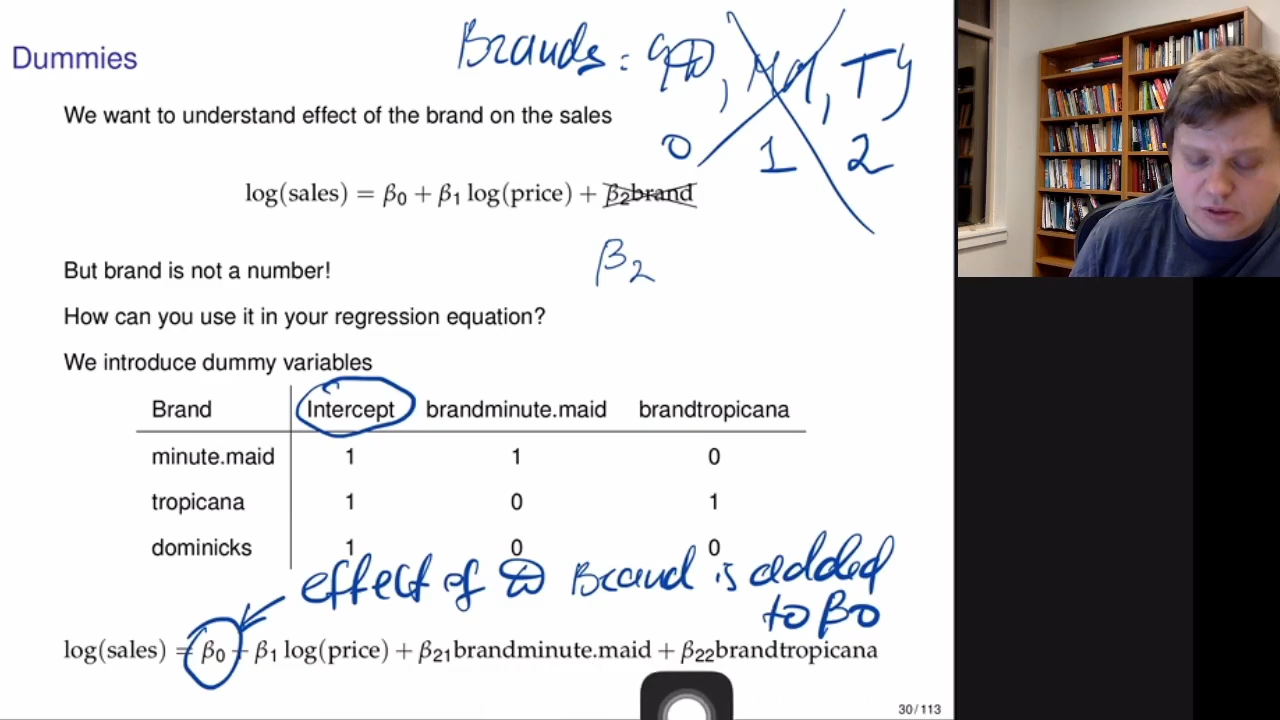 Dummies
Brands: D, MM, TJ
0 1 2
We want to understand effect of the brand on the sales
log(sales) = β0 + β1 log(price) + β2brand
But brand is not a number!
β2
How can you use it in your regression equation?
We introduce dummy variables
Brand Intercept brandminute.maid brandtropicana
minute.maid 1 1 0
tropicana 1 0 1
dominicks 1 0 0
effect of D Brand is added
to β0
log(sales) = β0 + β1 log(price) + β21brandminute.maid + β22brandtropicana
30/113